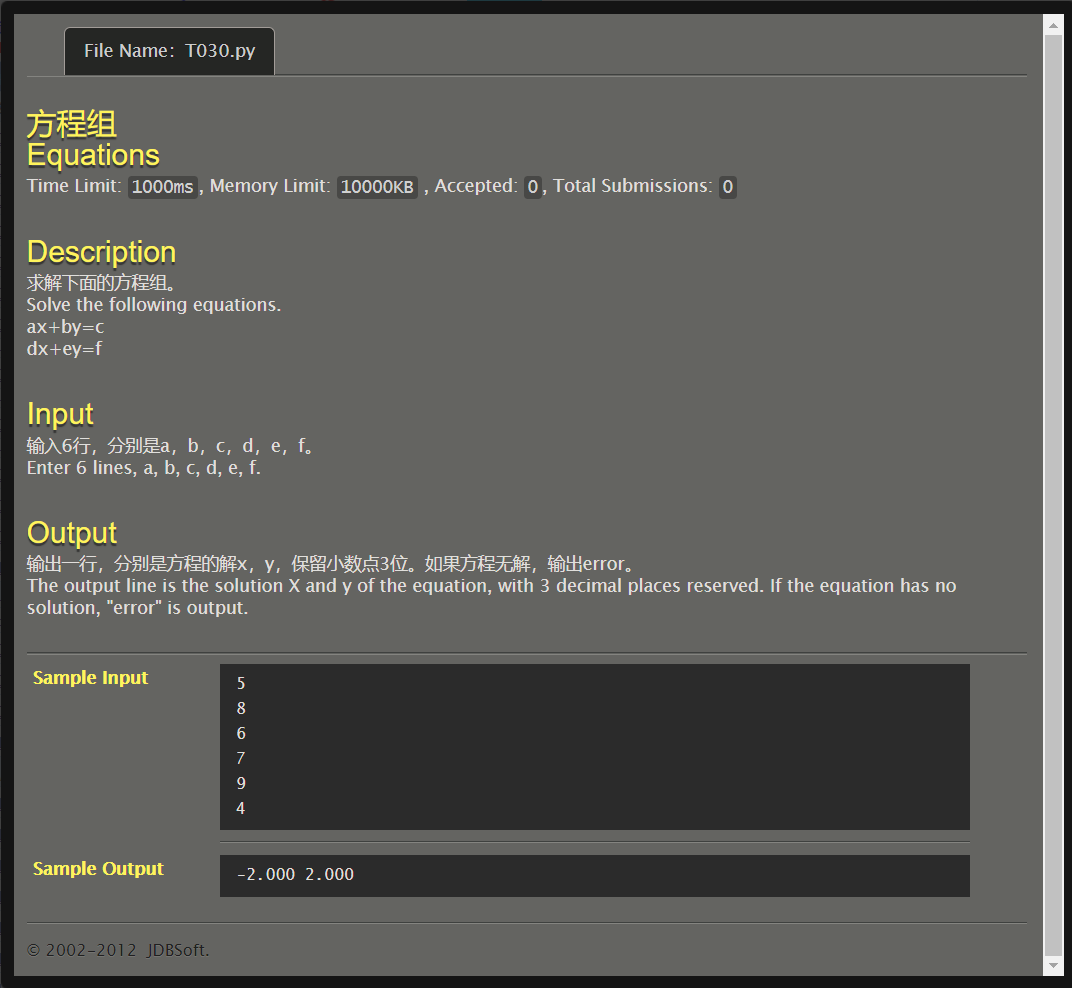 File Name：T030.py
方程组
Equations
Time Limit: 1000ms, Memory Limit: 10000KB , Accepted: 0, Total Submissions: 0
Description
求解下面的方程组。
Solve the following equations.
ax+by=c
dx+ey=f
Input
输入6行，分别是a，b，c，d，e，f。
Enter 6 lines, a, b, c, d, e, f.
Output
输出一行，分别是方程的解x，y，保留小数点3位。如果方程无解，输出error。
The output line is the solution X and y of the equation, with 3 decimal places reserved. If the equation has no
solution, "error" is output.
Sample Input
5
8
6
7
9
4
Sample Output
-2.000 2.000
© 2002-2012 JDBSoft.